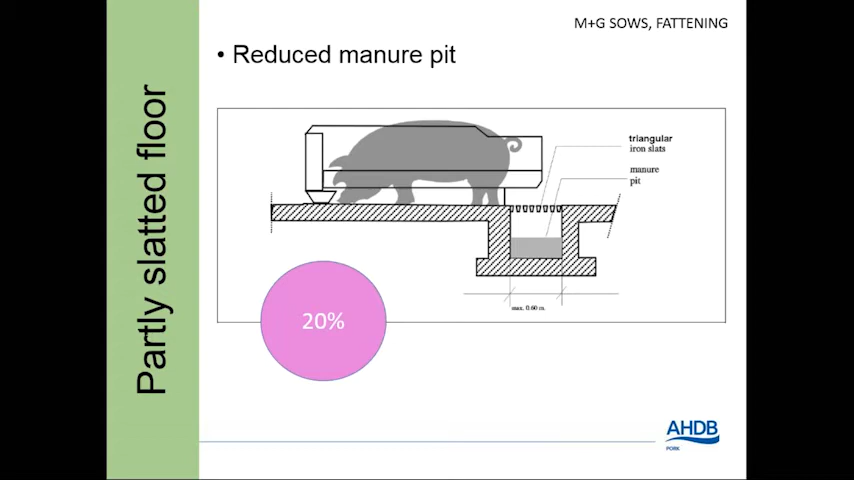 M+G SOWS, FATTENING
• Reduced manure pit
Partly slatted floor
triangular
iron slats
manure
pit
max. 0.60 m.
20%
AHDB
PORK